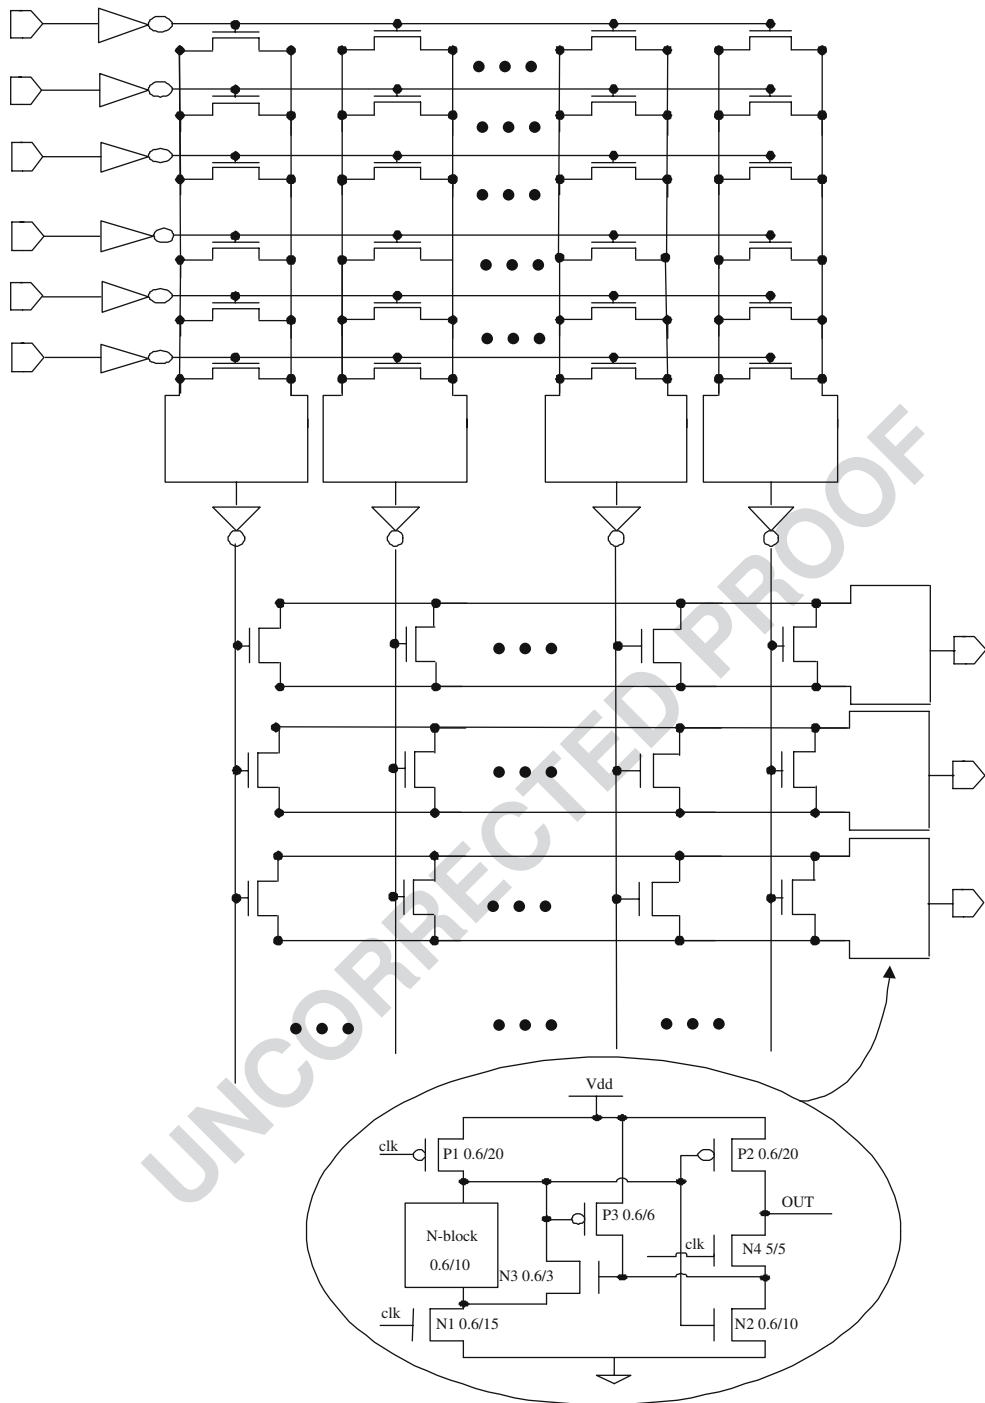 UNCORRECTED PROOF
Vdd
clk
P1 0.6/20
P2 0.6/20
OUT
P3 0.6/6
N-block
0.6/10
clk
N4 5/5
N3 0.6/3
clk
N1 0.6/15
N2 0.6/10